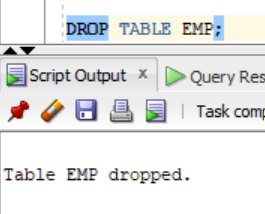 DROP TABLE EMP;
Script Output x
Query Res
Task comp
Table EMP dropped.